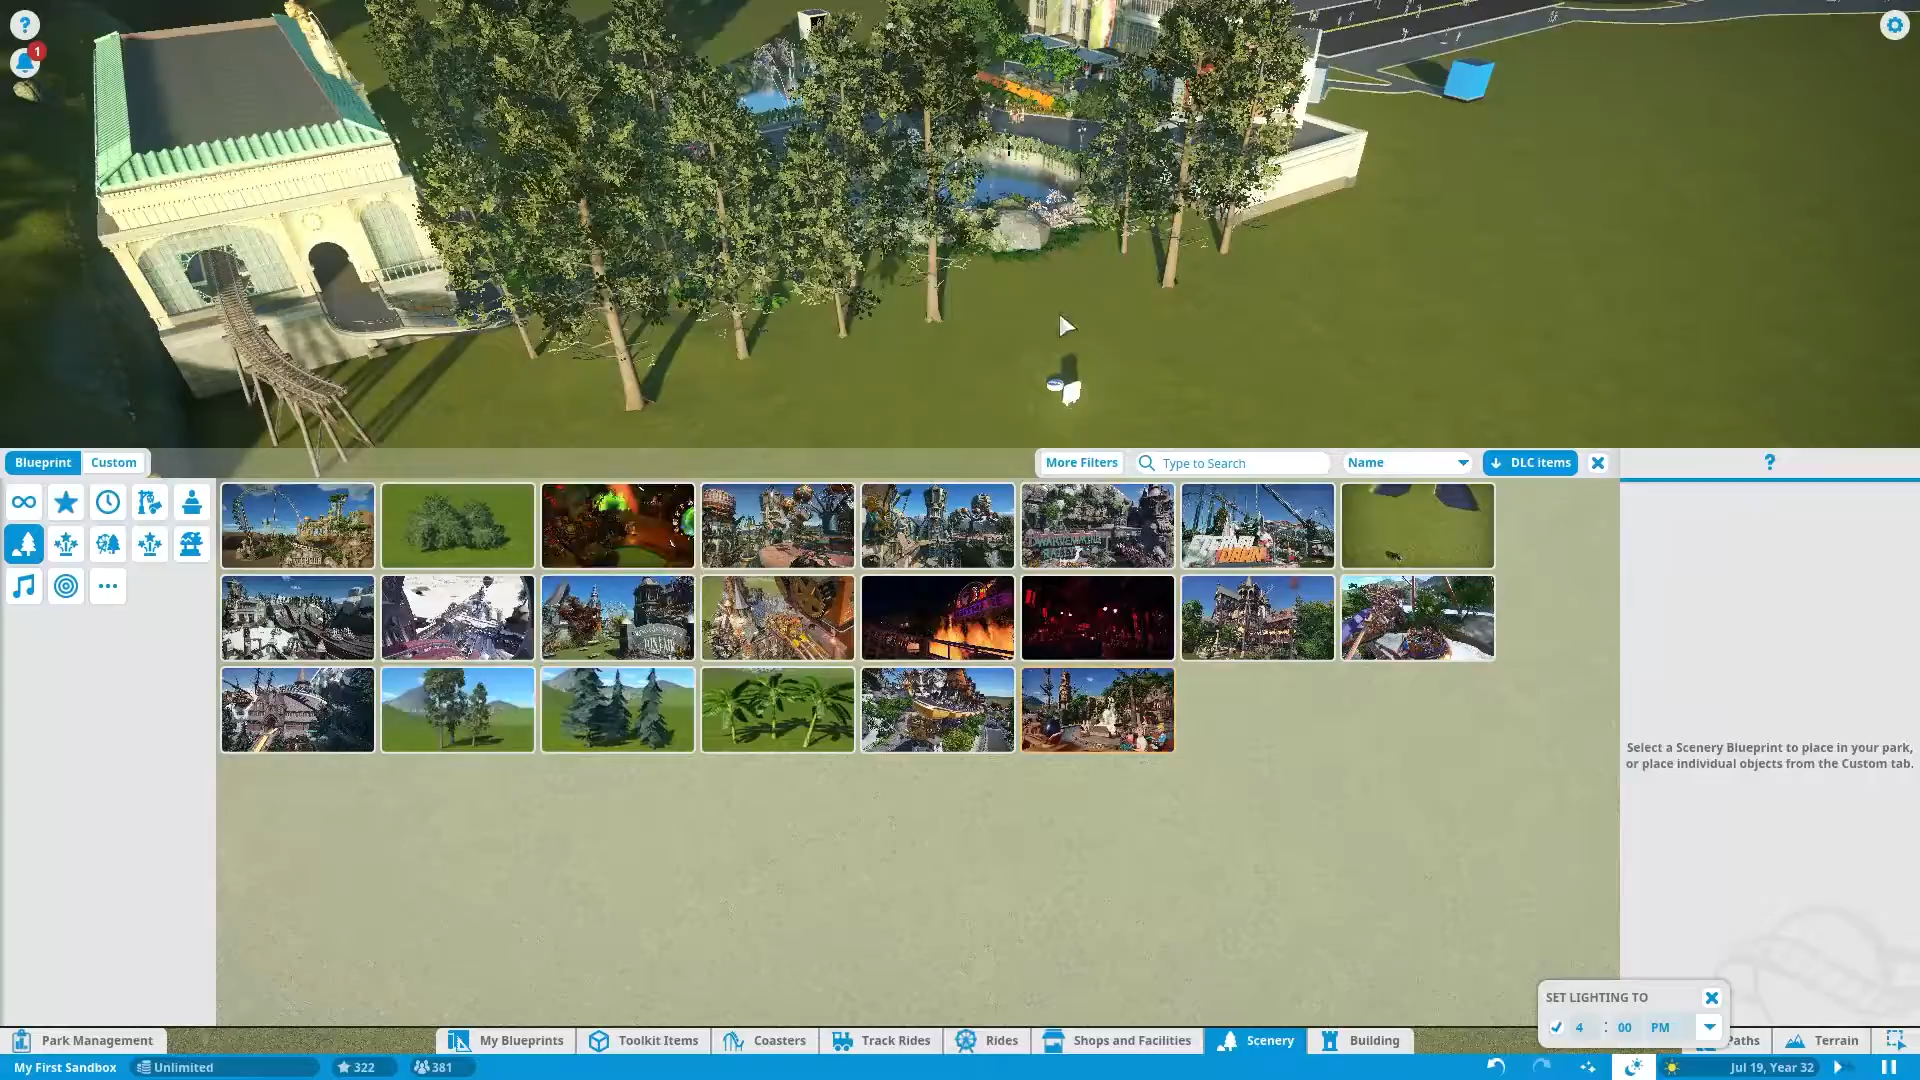 ?
1
Blueprint
Custom
More Filters
Type to Search
Name
DLC items
?
Select a Scenery Blueprint to place in your park,
or place individual objects from the Custom tab.
SET LIGHTING TO
4 : 00 PM
Park Management
My Blueprints
Toolkit Items
Coasters
Track Rides
Rides
Shops and Facilities
Scenery
Building
Paths
Terrain
My First Sandbox
Unlimited
322
381
Jul 19, Year 32